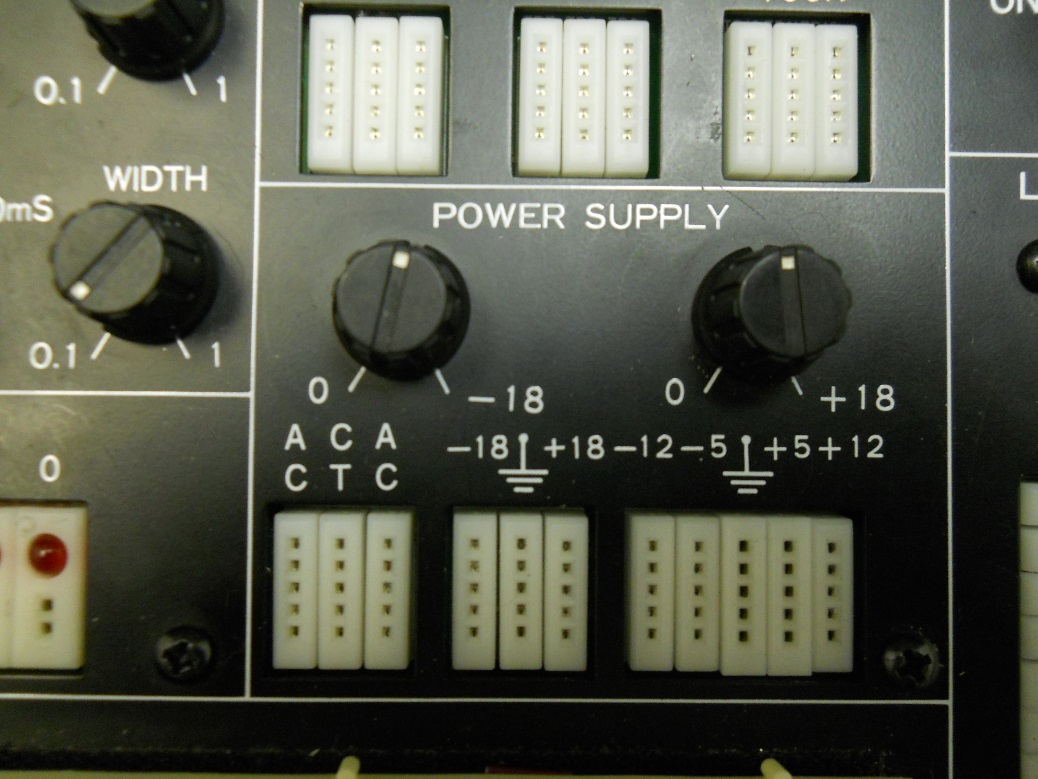 0.1 1
WIDTH
mS
0.1 1
0
POWER SUPPLY
0 -18
0 +18
A C A
C T C
-18 +18 -12 -5 +5 +12